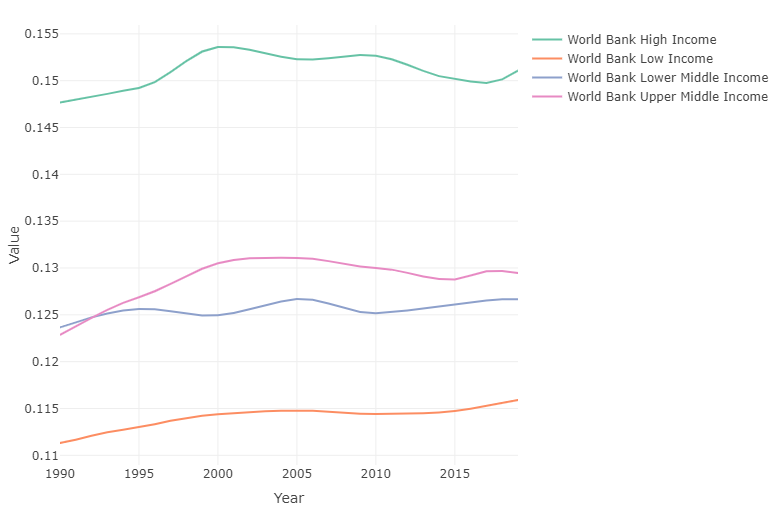 0.155
0.15
0.145
0.14
0.135
0.13
0.125
0.12
0.115
0.11
Value
1990
1995
2000
2005
2010
2015
Year
World Bank High Income
World Bank Low Income
World Bank Lower Middle Income
World Bank Upper Middle Income